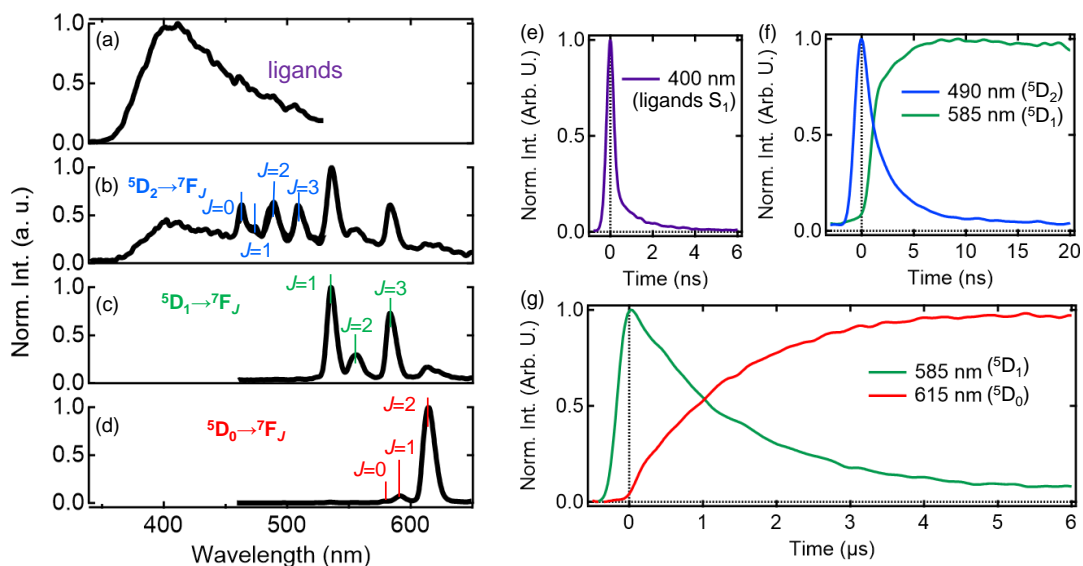 Norm. Int. (a. u.)
1.0
0.5
0.0
(a)
ligands
1.0
0.5
0.0
(b)
⁵D₂→⁷F_J
J=0
J=1
J=2
J=3
1.0
0.5
0.0
(c)
⁵D₁→⁷F_J
J=1
J=2
J=3
1.0
0.5
0.0
(d)
⁵D₀→⁷F_J
J=0
J=1
J=2
400
500
600
Wavelength (nm)
(e)
Norm. Int. (Arb. U.)
1.0
0.5
0.0
400 nm
(ligands S₁)
0
2
4
6
Time (ns)
(f)
Norm. Int. (Arb. U.)
1.0
0.5
0.0
490 nm (⁵D₂)
585 nm (⁵D₁)
0
5
10
15
20
Time (ns)
(g)
Norm. Int. (Arb. U.)
1.0
0.5
0.0
585 nm (⁵D₁)
615 nm (⁵D₀)
0
1
2
3
4
5
6
Time (µs)